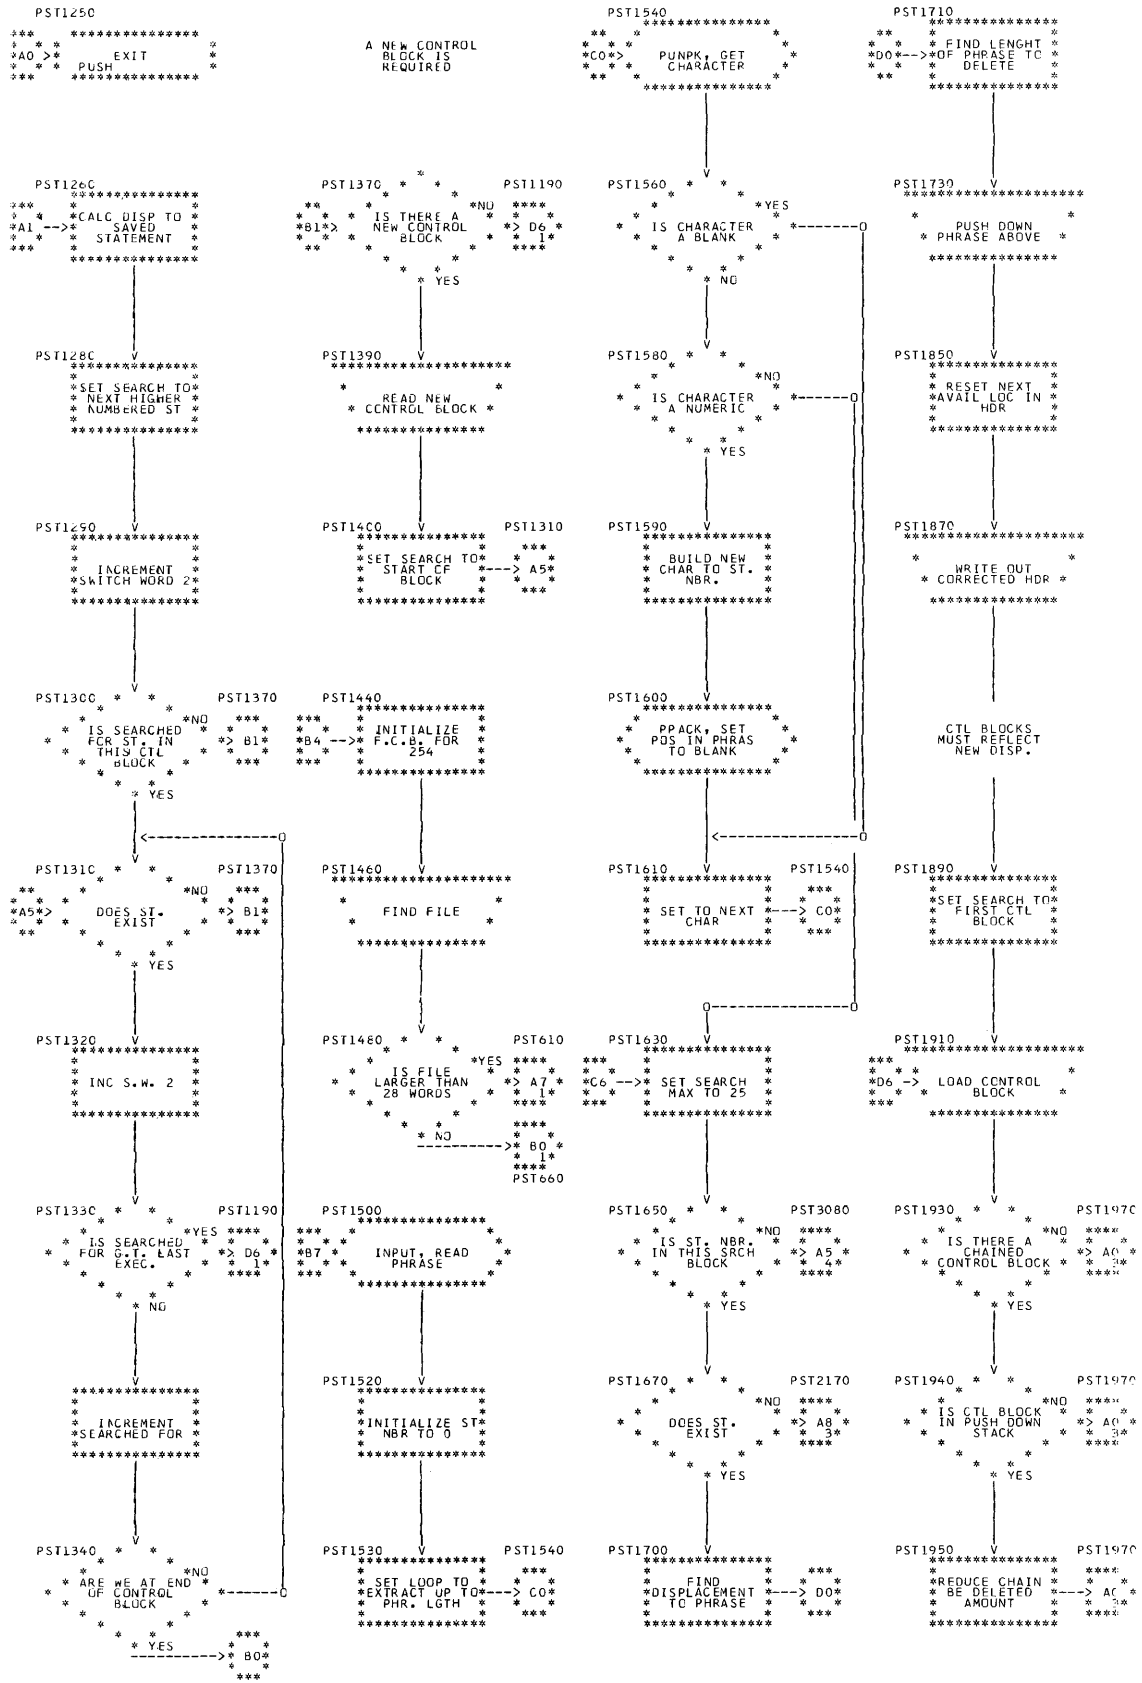 PST1250
A0
EXIT
PUSH
PST1260
A1
CALC DISP TO
SAVED
STATEMENT
PST1280
SET SEARCH TO
NEXT HIGHER
NUMBERED ST
PST1290
INCREMENT
SWITCH WORD 2
PST1300
IS SEARCHED
FOR ST. IN
THIS CTL
BLOCK
NO
PST1370
B1
YES
PST1310
A5
DOES ST.
EXIST
NO
PST1370
B1
YES
PST1320
INC S.W. 2
PST1330
IS SEARCHED
FOR G.T. LAST
EXEC.
YES
PST1190
D6
1
NO
INCREMENT
SEARCHED FOR
PST1340
ARE WE AT END
OF CONTROL
BLOCK
NO
YES
B0
A NEW CONTROL
BLOCK IS
REQUIRED
PST1370
B1
IS THERE A
NEW CONTROL
BLOCK
NO
PST1190
D6
1
YES
PST1390
READ NEW
CONTROL BLOCK
PST1400
SET SEARCH TO
START OF
BLOCK
PST1310
A5
PST1440
B4
INITIALIZE
F.C.B. FOR
254
PST1460
FIND FILE
PST1480
IS FILE
LARGER THAN
28 WORDS
YES
PST610
A7
1
NO
B0
1
PST660
PST1500
B7
INPUT, READ
PHRASE
PST1520
INITIALIZE ST
NBR TO 0
PST1530
SET LOOP TO
EXTRACT UP TO
PHR. LGTH
PST1540
C0
PST1540
C0
PUNPK, GET
CHARACTER
PST1560
IS CHARACTER
A BLANK
YES
NO
PST1580
IS CHARACTER
A NUMERIC
NO
YES
PST1590
BUILD NEW
CHAR TO ST.
NBR.
PST1600
PPACK, SET
POS IN PHRAS
TO BLANK
PST1610
SET TO NEXT
CHAR
PST1540
C0
PST1630
C6
SET SEARCH
MAX TO 25
PST1650
IS ST. NBR.
IN THIS SRCH
BLOCK
NO
PST3080
A5
4
YES
PST1670
DOES ST.
EXIST
NO
PST2170
A8
3
YES
PST1700
FIND
DISPLACEMENT
TO PHRASE
D0
PST1710
D0
FIND LENGHT
OF PHRASE TO
DELETE
PST1730
PUSH DOWN
PHRASE ABOVE
PST1850
RESET NEXT
AVAIL LOC IN
HDR
PST1870
WRITE OUT
CORRECTED HDR
CTL BLOCKS
MUST REFLECT
NEW DISP.
PST1890
SET SEARCH TO
FIRST CTL
BLOCK
PST1910
D6
LOAD CONTROL
BLOCK
PST1930
IS THERE A
CHAINED
CONTROL BLOCK
NO
PST1970
A0
3
YES
PST1940
IS CTL BLOCK
IN PUSH DOWN
STACK
NO
PST1970
A0
3
YES
PST1950
REDUCE CHAIN
BE DELETED
AMOUNT
PST1970
A0
3